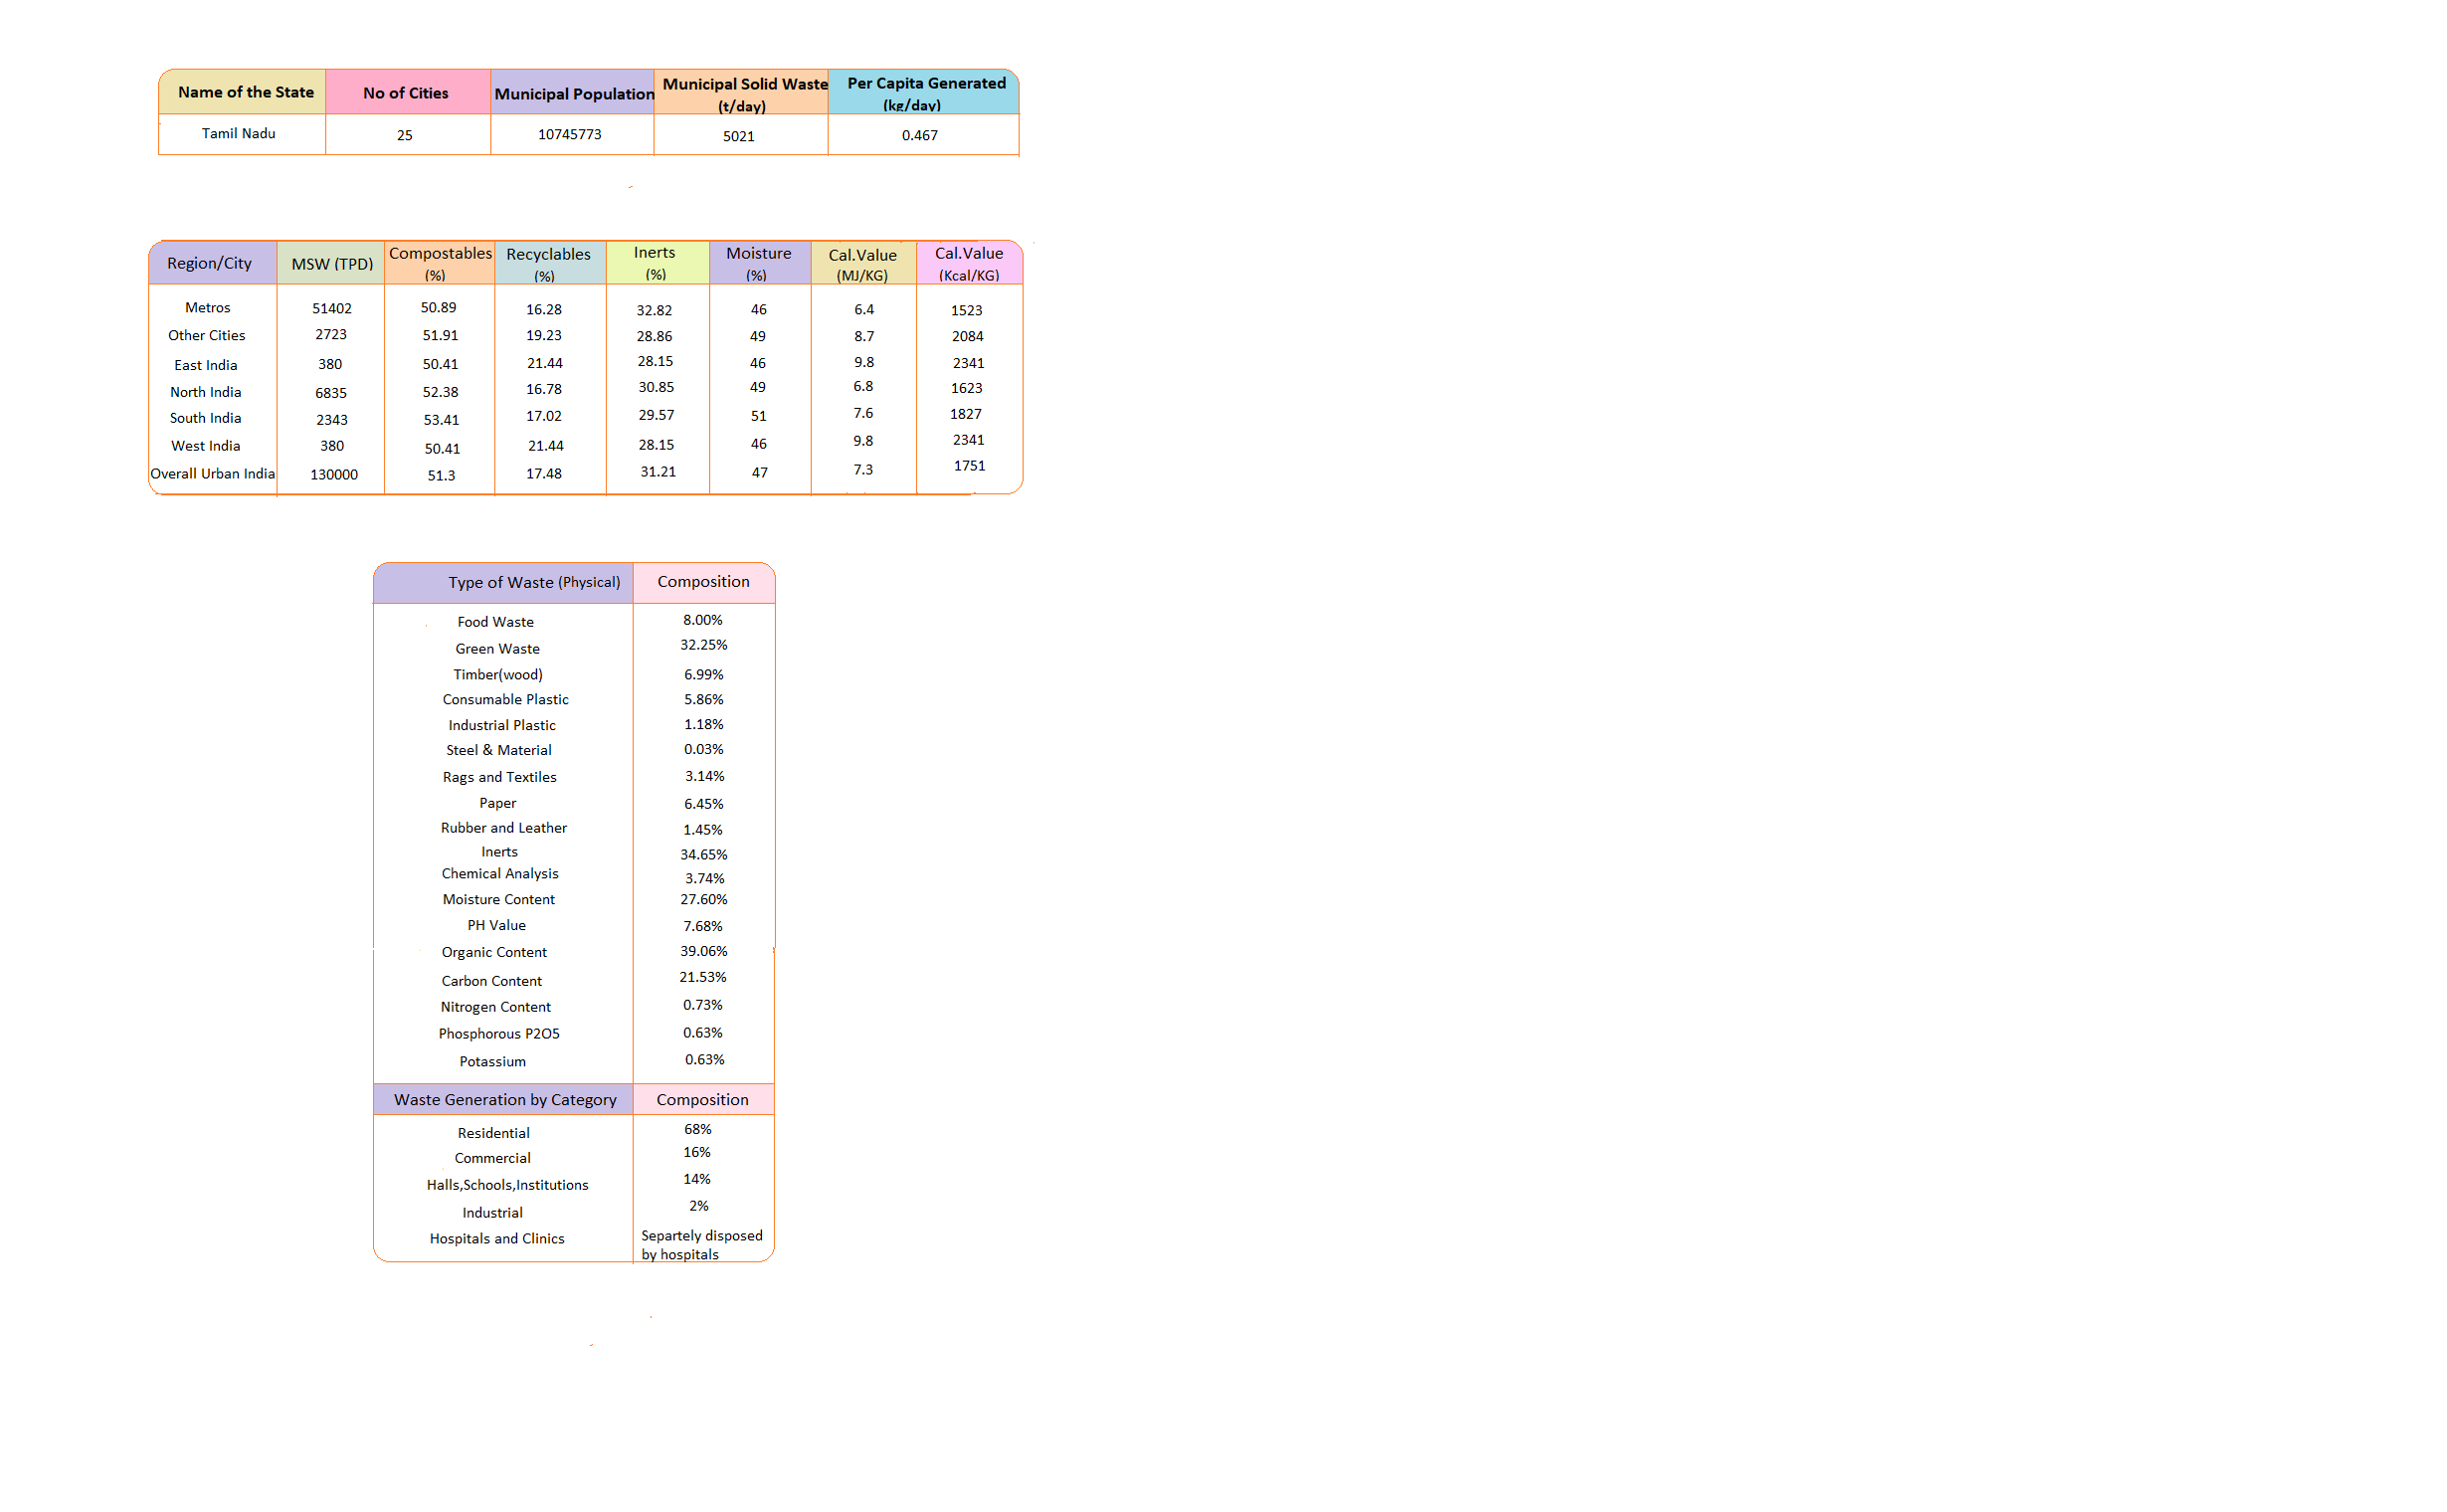 Name of the State No of Cities Municipal Population Municipal Solid Waste (t/day) Per Capita Generated (kg/day)
Tamil Nadu 25 10745773 5021 0.467
Region/City MSW (TPD) Compostables (%) Recyclables (%) Inerts (%) Moisture (%) Cal.Value (MJ/KG) Cal.Value (Kcal/KG)
Metros 51402 50.89 16.28 32.82 46 6.4 1523
Other Cities 2723 51.91 19.23 28.86 49 8.7 2084
East India 380 50.41 21.44 28.15 46 9.8 2341
North India 6835 52.38 16.78 30.85 49 6.8 1623
South India 2343 53.41 17.02 29.57 51 7.6 1827
West India 380 50.41 21.44 28.15 46 9.8 2341
Overall Urban India 130000 51.3 17.48 31.21 47 7.3 1751
Type of Waste (Physical) Composition
Food Waste 8.00%
Green Waste 32.25%
Timber(wood) 6.99%
Consumable Plastic 5.86%
Industrial Plastic 1.18%
Steel & Material 0.03%
Rags and Textiles 3.14%
Paper 6.45%
Rubber and Leather 1.45%
Inerts 34.65%
Chemical Analysis 3.74%
Moisture Content 27.60%
PH Value 7.68%
Organic Content 39.06%
Carbon Content 21.53%
Nitrogen Content 0.73%
Phosphorous P2O5 0.63%
Potassium 0.63%
Waste Generation by Category Composition
Residential 68%
Commercial 16%
Halls,Schools,Institutions 14%
Industrial 2%
Hospitals and Clinics Separtely disposed
by hospitals